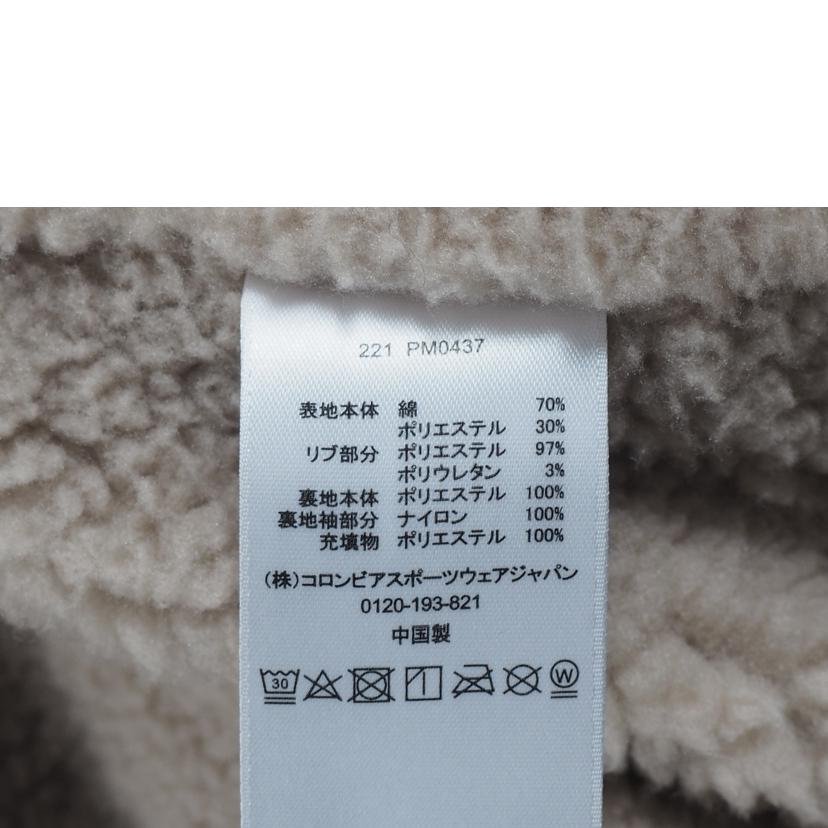 221 PM0437
表地本体 綿 70%
ポリエステル 30%
リブ部分 ポリエステル 97%
ポリウレタン 3%
裏地本体 ポリエステル 100%
裏地袖部分 ナイロン 100%
充填物 ポリエステル 100%
(株)コロンビアスポーツウェアジャパン
0120-193-821
中国製
30 W